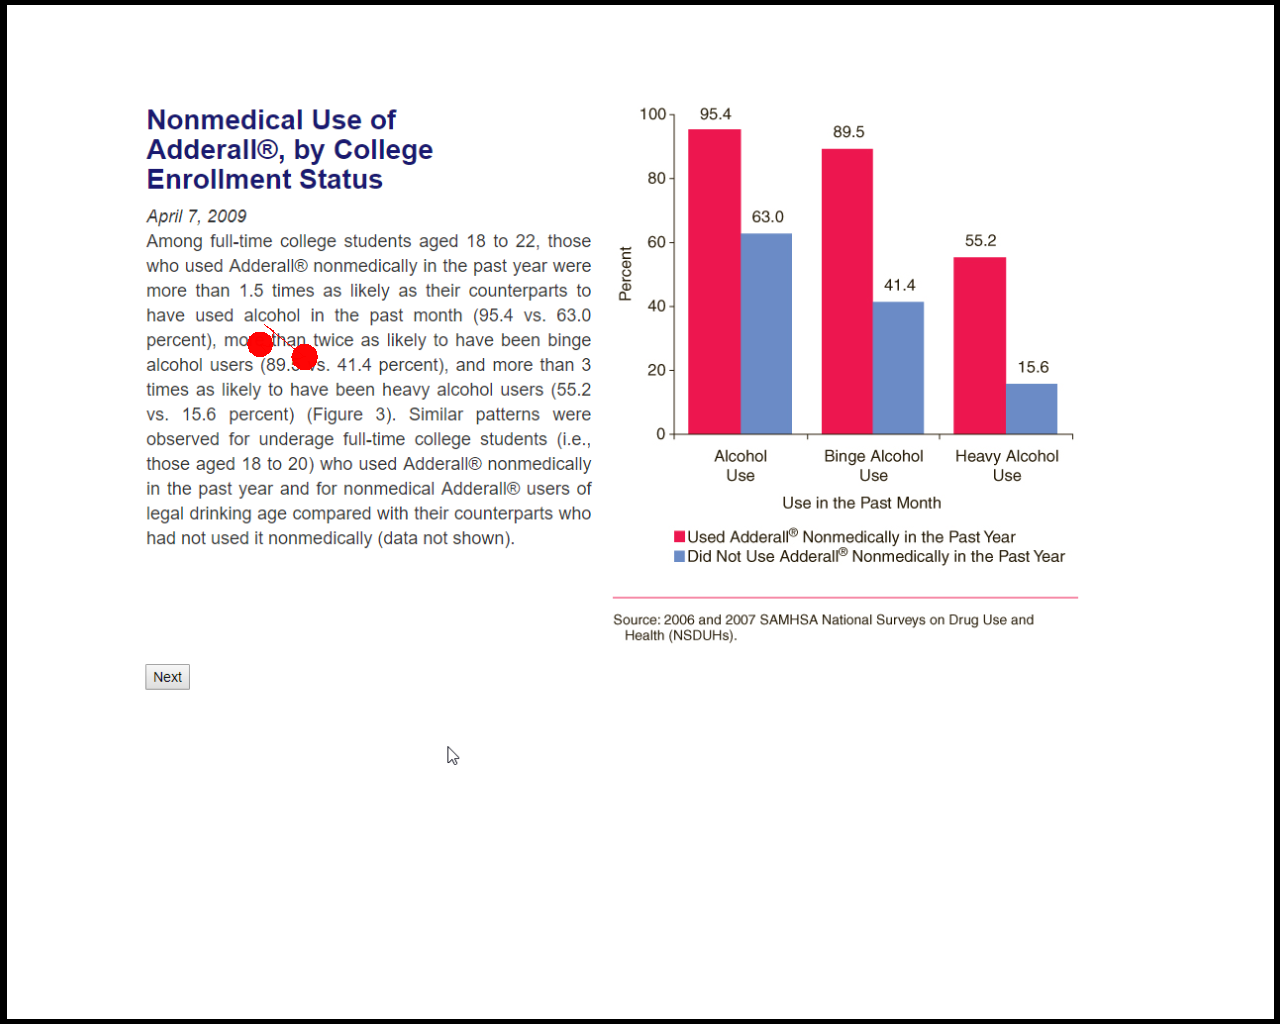 Nonmedical Use of
Adderall®, by College
Enrollment Status
April 7, 2009
Among full-time college students aged 18 to 22, those
who used Adderall® nonmedically in the past year were
more than 1.5 times as likely as their counterparts to
have used alcohol in the past month (95.4 vs. 63.0
percent), than twice as likely to have been binge
alcohol users vs. 41.4 percent), and more than 3
times as likely to have been heavy alcohol users (55.2
vs. 15.6 percent) (Figure 3). Similar patterns were
observed for underage full-time college students (i.e.,
those aged 18 to 20) who used Adderall® nonmedically
in the past year and for nonmedical Adderall® users of
legal drinking age compared with their counterparts who
had not used it nonmedically (data not shown).
Next
Percent
100
80
60
40
20
0
95.4
63.0
89.5
41.4
55.2
15.6
Alcohol
Use
Binge Alcohol
Use
Heavy Alcohol
Use
Use in the Past Month
Used Adderall® Nonmedically in the Past Year
Did Not Use Adderall® Nonmedically in the Past Year
Source: 2006 and 2007 SAMHSA National Surveys on Drug Use and
Health (NSDUHs).